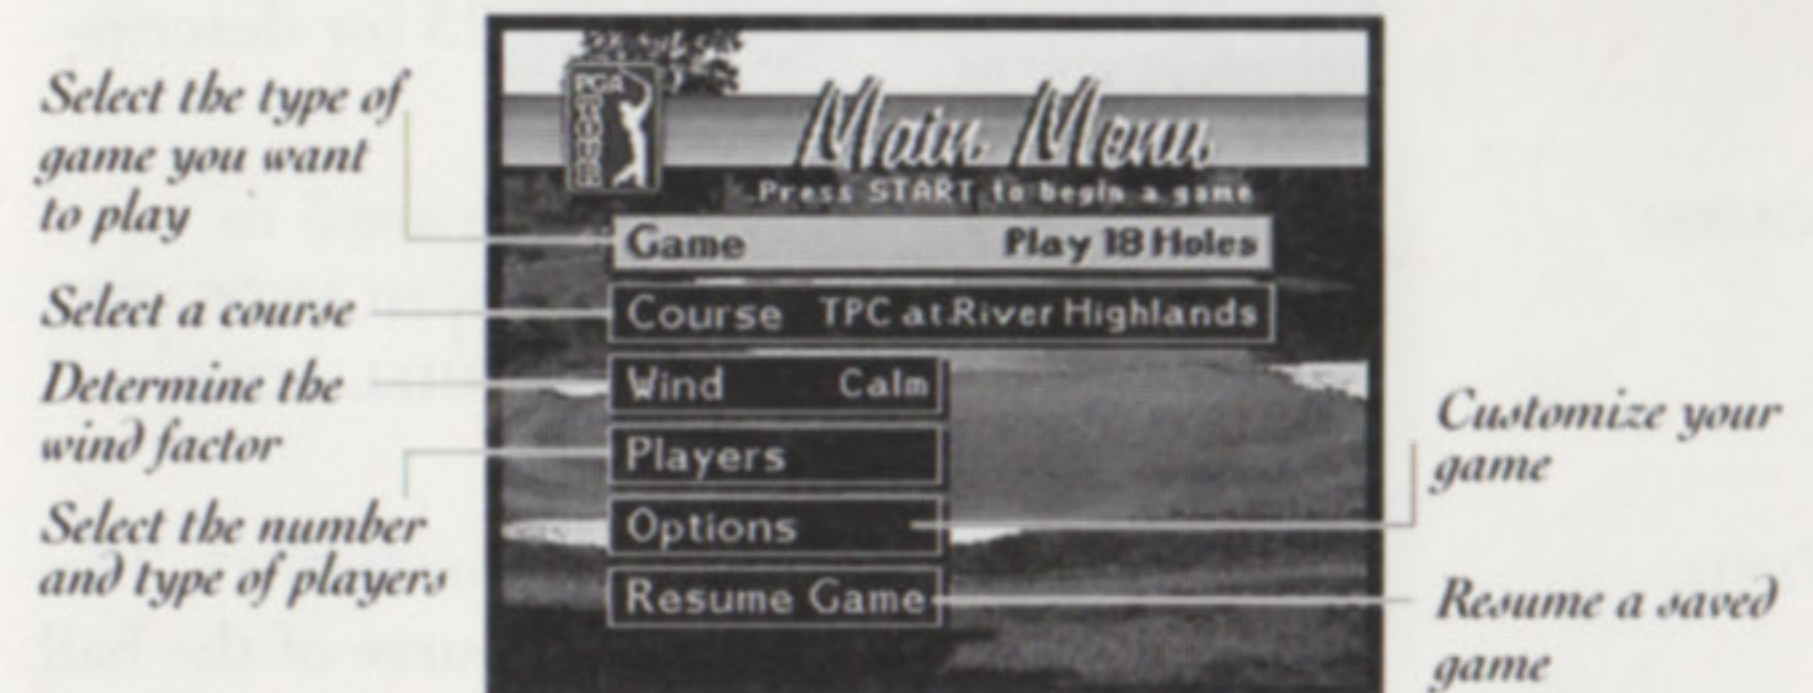 Select the type of
game you want
to play
Select a course
Determine the
wind factor
Select the number
and type of players
PGA
TOUR
Main Menu
Press START to begin a game
Game Play 18 Holes
Course TPC at River Highlands
Wind Calm
Players
Options
Resume Game
Customize your
game
Resume a saved
game